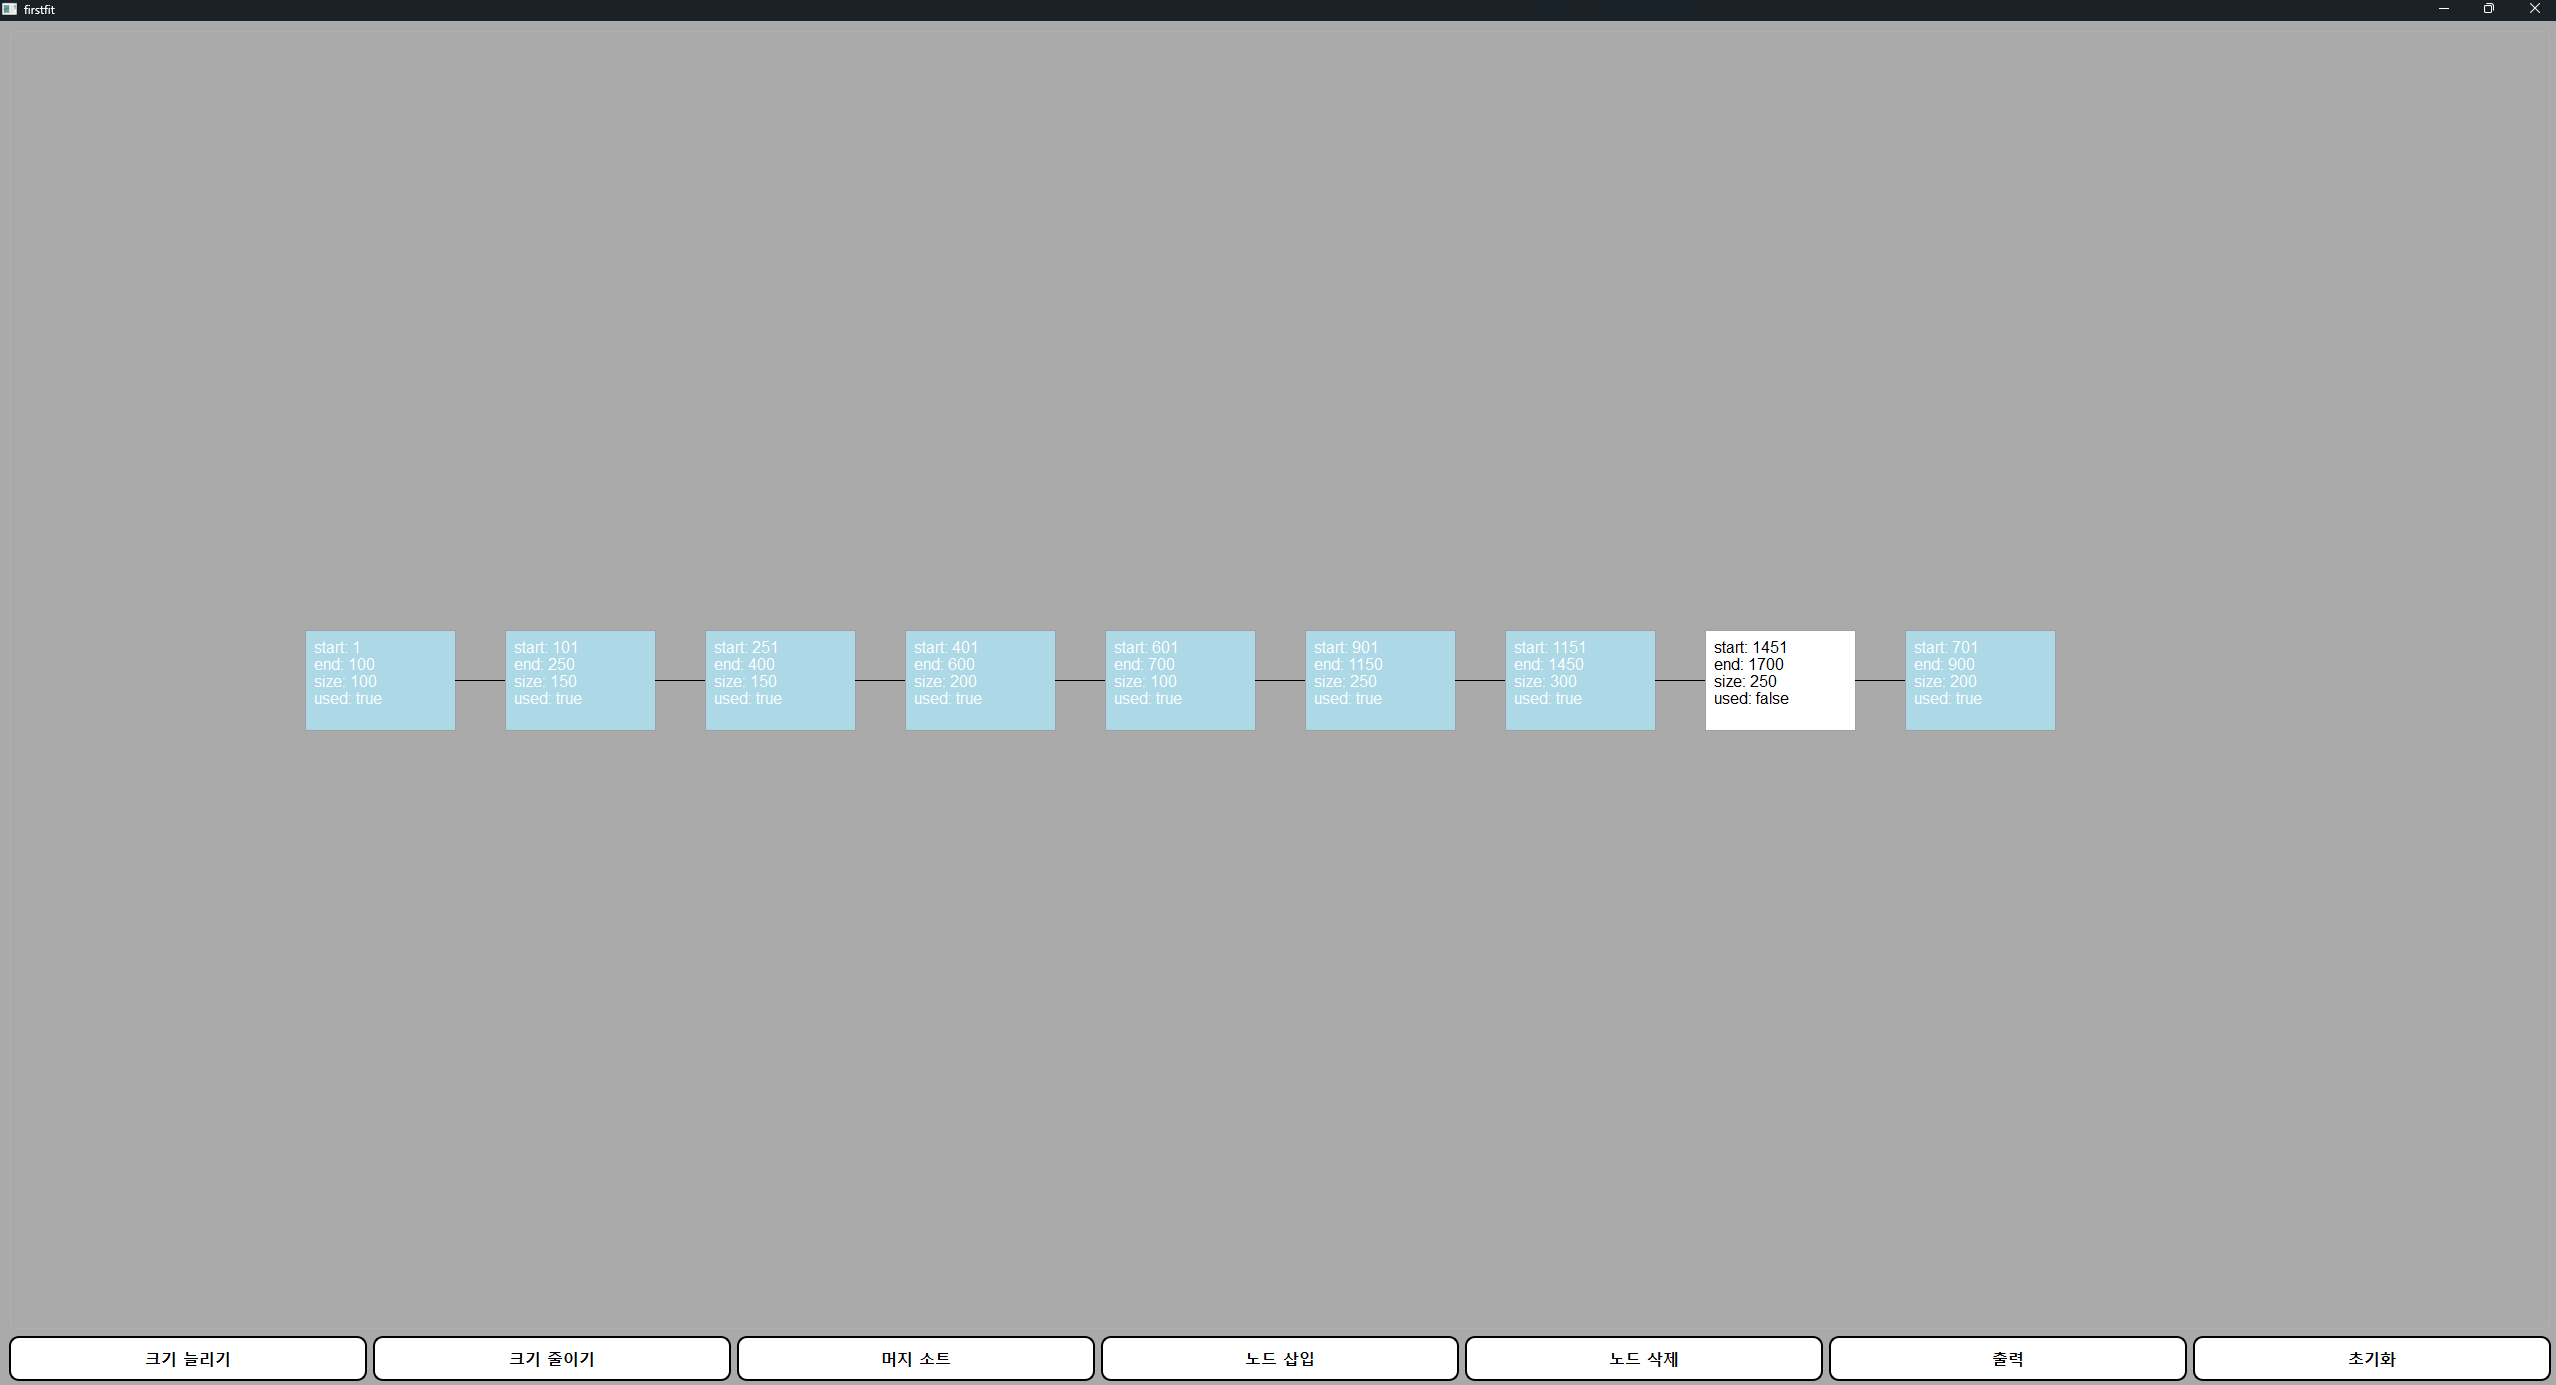 firstfit
start: 1
end: 100
size: 100
used: true
start: 101
end: 250
size: 150
used: true
start: 251
end: 400
size: 150
used: true
start: 401
end: 600
size: 200
used: true
start: 601
end: 700
size: 100
used: true
start: 901
end: 1150
size: 250
used: true
start: 1151
end: 1450
size: 300
used: true
start: 1451
end: 1700
size: 250
used: false
start: 701
end: 900
size: 200
used: true
크기 늘리기
크기 줄이기
머지 소트
노드 삽입
노드 삭제
출력
초기화